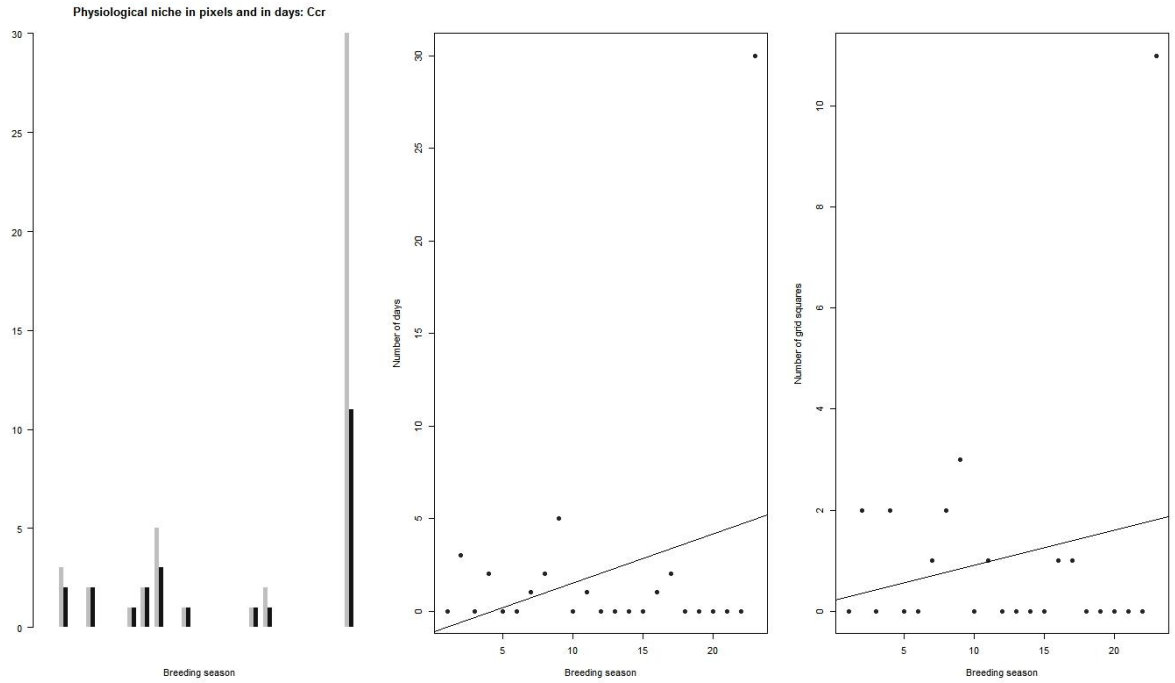 Physiological niche in pixels and in days: Ccr
30
25
20
15
10
5
0
Breeding season
Number of days
30
25
20
15
10
5
0
5 10 15 20
Breeding season
Number of grid squares
10
8
6
4
2
0
5 10 15 20
Breeding season